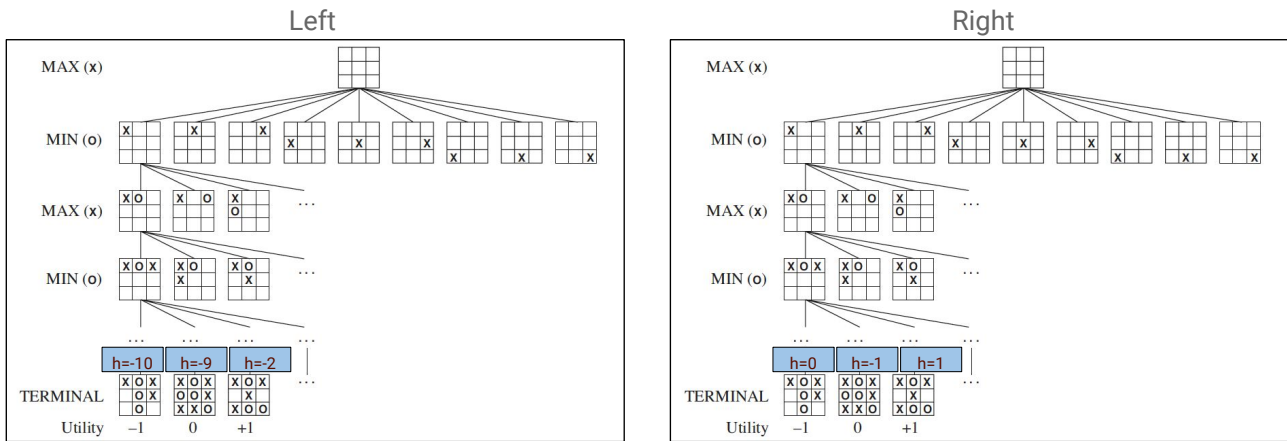 Left
MAX (x)
MIN (o)
X X X
X X X
X X X
MAX (x)
X O X O X
O
...
MIN (o)
X O X X O X O
X X
...
... ... ... ...
h=-10 h=-9 h=-2
...
X O X X O X X O X
TERMINAL
O X O O X X
O X X O X O O
Utility –1 0 +1
Right
MAX (x)
MIN (o)
X X X
X X X
X X X
MAX (x)
X O X O X
O
...
MIN (o)
X O X X O X O
X X
...
... ... ... ...
h=0 h=-1 h=1
...
X O X X O X X O X
TERMINAL
O X O O X X
O X X O X O O
Utility –1 0 +1